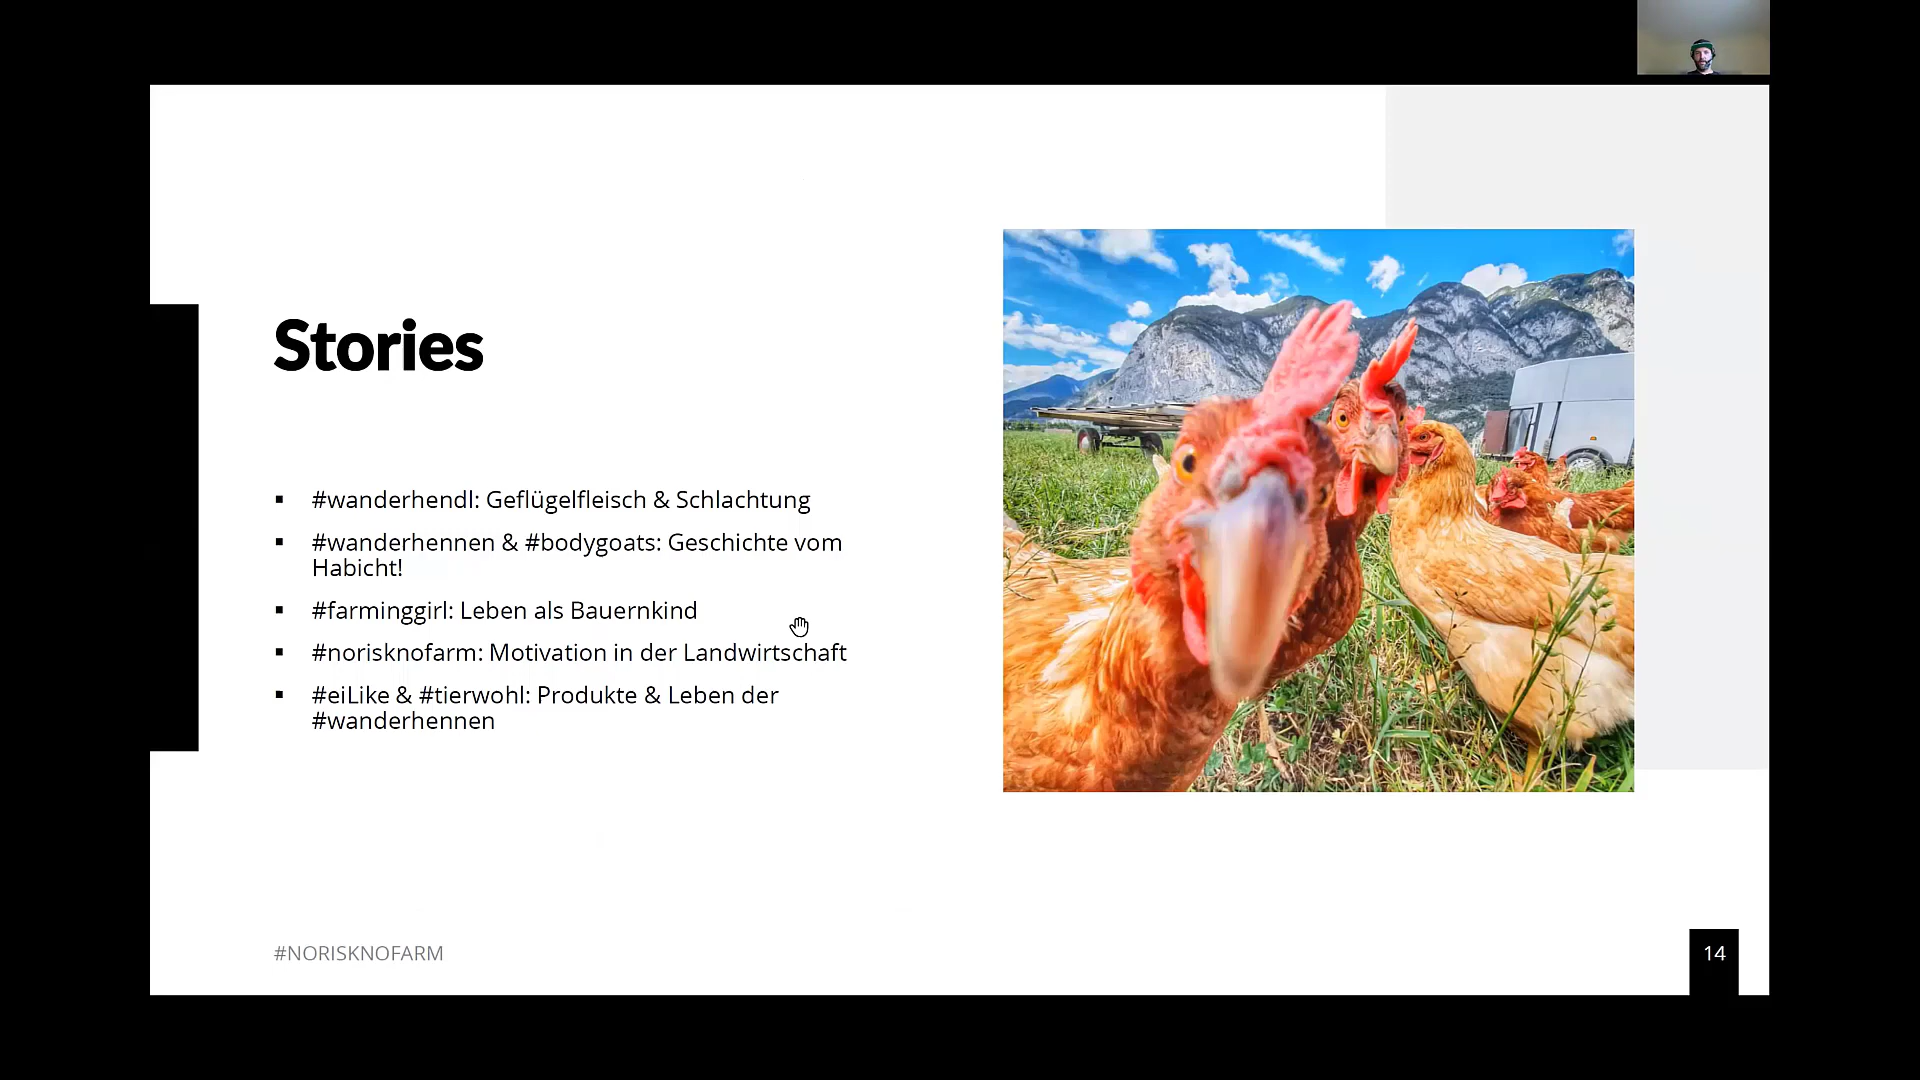 Stories
▪ #wanderhendl: Geflügelfleisch & Schlachtung
▪ #wanderhennen & #bodygoats: Geschichte vom
Habicht!
▪ #farminggirl: Leben als Bauernkind
▪ #norisknofarm: Motivation in der Landwirtschaft
▪ #eiLike & #tierwohl: Produkte & Leben der
#wanderhennen
#NORISKNOFARM
14